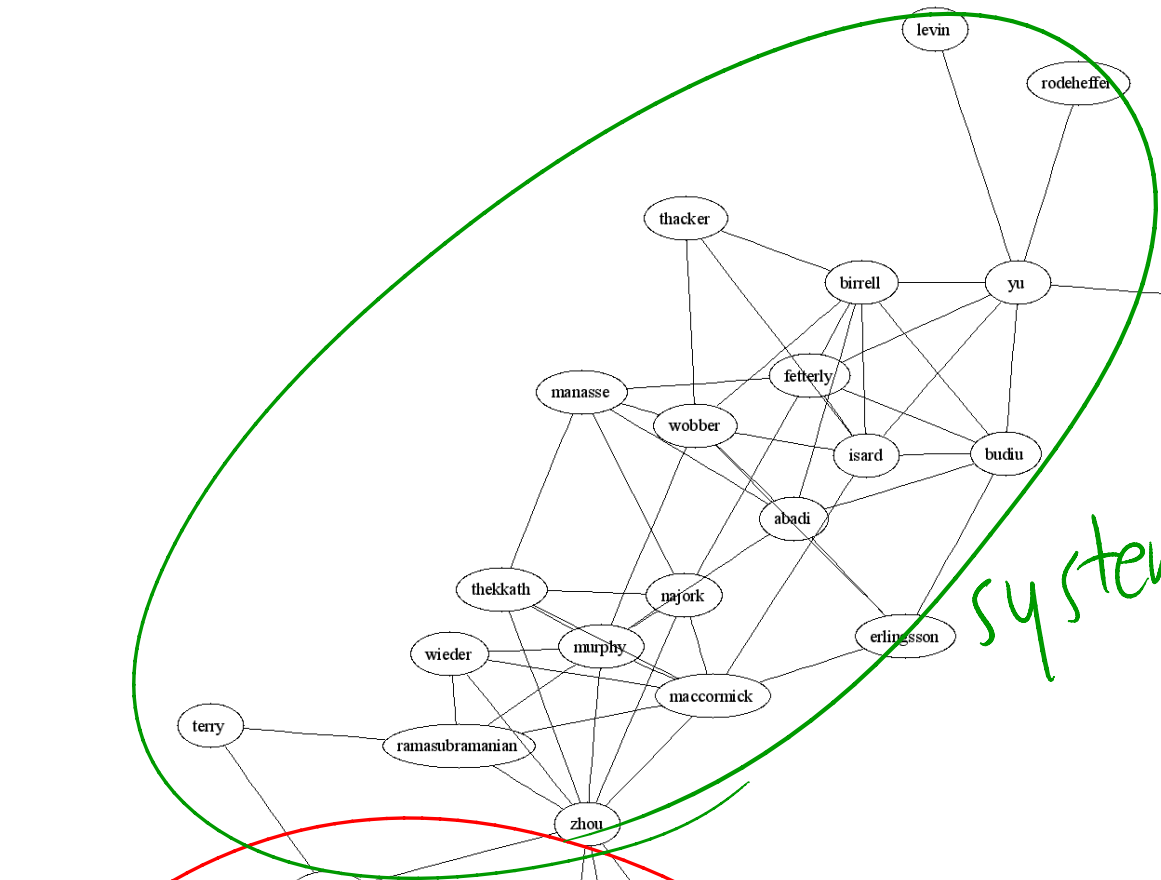 levin
rodeheffer
thacker
birrell
yu
fetterly
manasse
wobber
isard
budiu
abadi
thekkath
najork
erlingsson
murphy
wieder
maccormick
terry
ramasubramanian
zhou